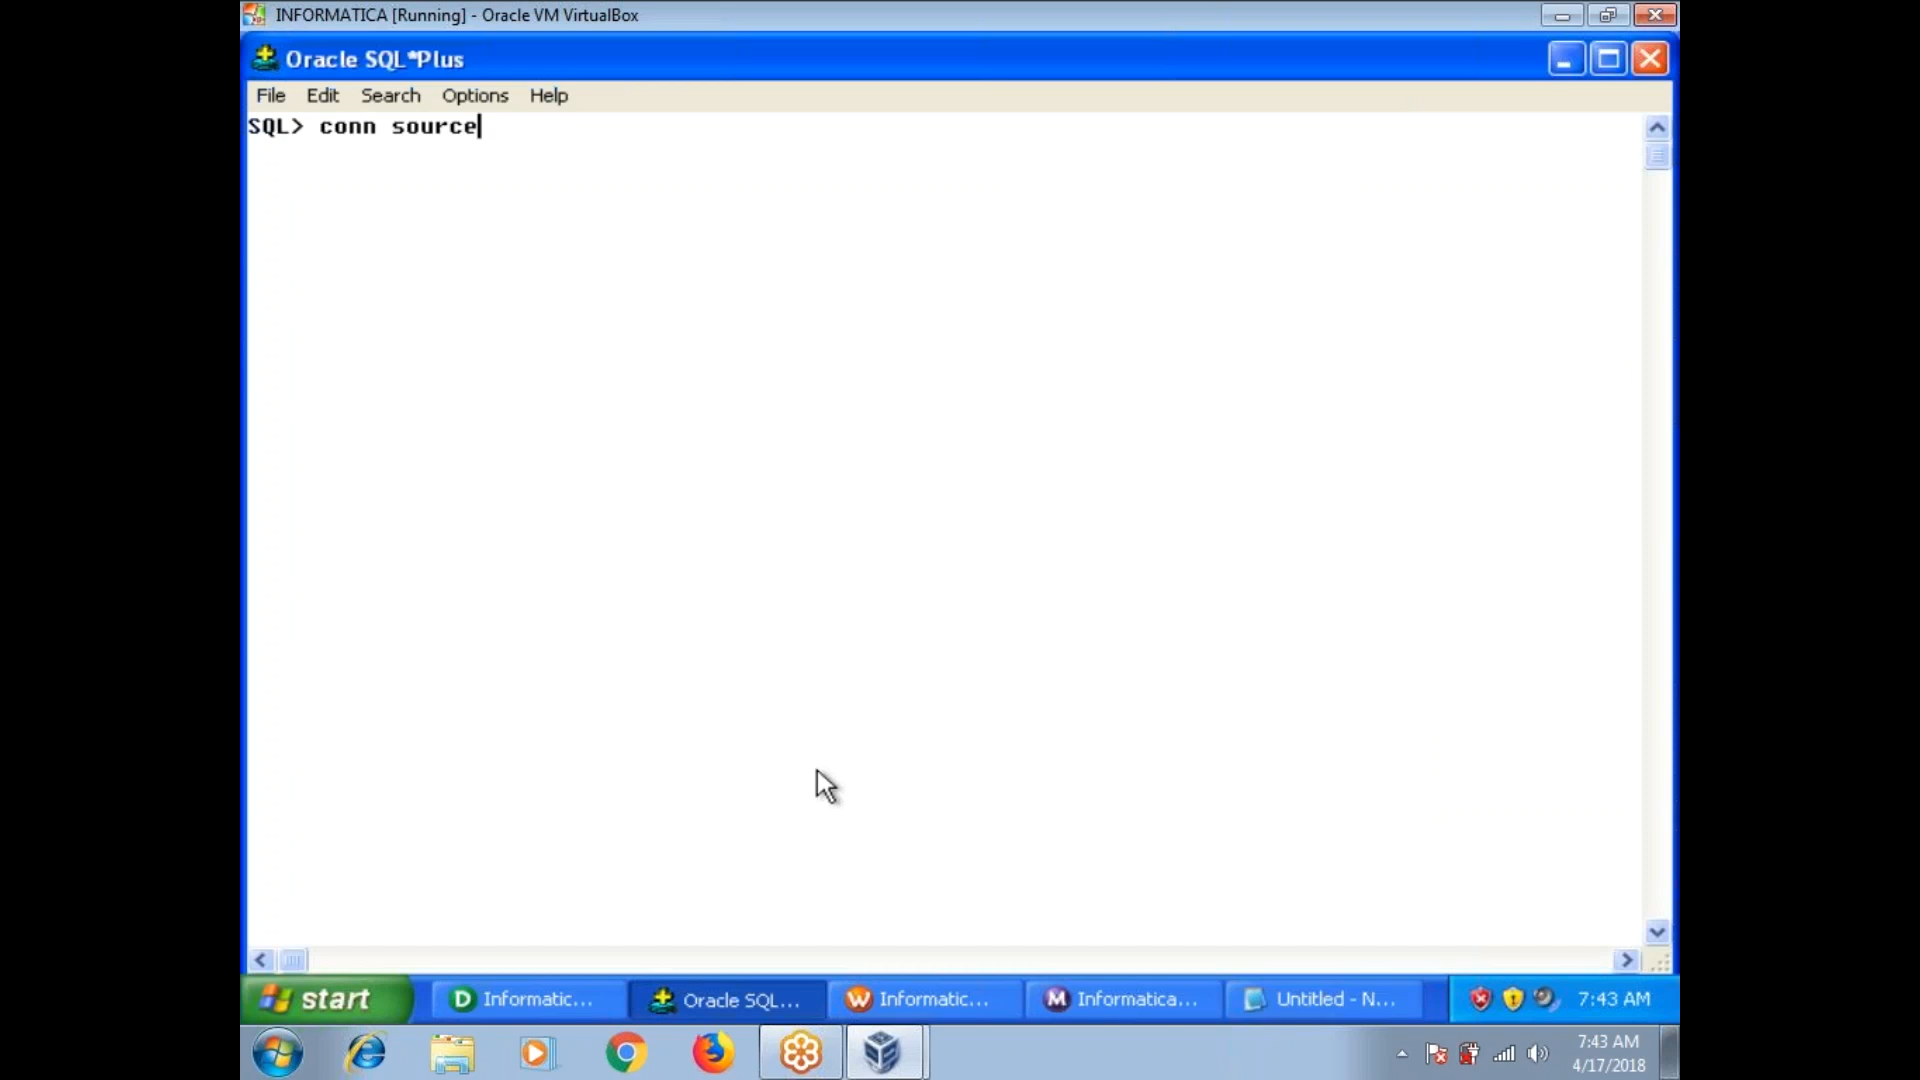 INFORMATICA [Running] - Oracle VM VirtualBox
Oracle SQL*Plus
File Edit Search Options Help
SQL> conn source
start
D Informatic...
Oracle SQL...
W Informatic...
M Informatica...
Untitled - N...
7:43 AM
7:43 AM
4/17/2018